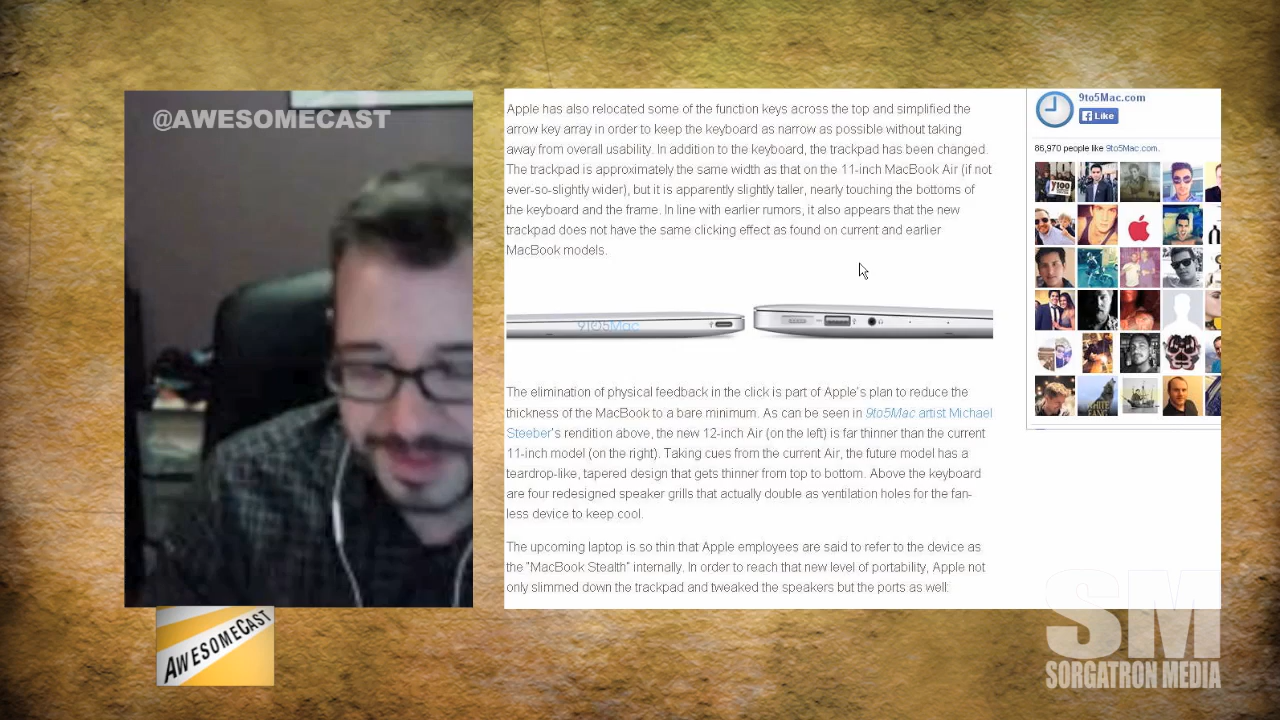 @AWESOMECAST
Apple has also relocated some of the function keys across the top and simplified the
arrow key array in order to make the keyboard as narrow as possible without taking
away from overall usability. In addition to the keyboard, the trackpad has been changed.
The trackpad is approximately the same width as that on the 11-inch MacBook Air (if not
ever-so-slightly wider), but it is apparently slightly taller, nearly touching the bottoms of
the keyboard and the frame. In line with earlier rumors, it also appears that the new
trackpad does not have the same clicking effect as found on current and earlier
MacBook models.
9to5Mac
The elimination of physical feedback in the click is part of Apple's plan to reduce the
thickness of the MacBook to a bare minimum. As can be seen in 9to5Mac artist Michael
Steeber's rendition above, the new 12-inch Air (on the left) is far thinner than the current
11-inch model (on the right). Taking cues from the current Air, the future model has a
teardrop-like, tapered design that gets thinner from top to bottom. Above the keyboard
are four redesigned speaker grills that actually double as ventilation holes for the fan-
less device to keep cool.
The upcoming laptop is so thin that Apple employees are said to refer to the device as
the "MacBook Stealth" internally. In order to reach that new level of portability, Apple not
only slimmed down the trackpad and tweaked the speakers but the ports as well:
9to5Mac.com
Like
86,970 people like 9to5Mac.com.
Y100
AWESOMECAST
SM
SORGATRON MEDIA